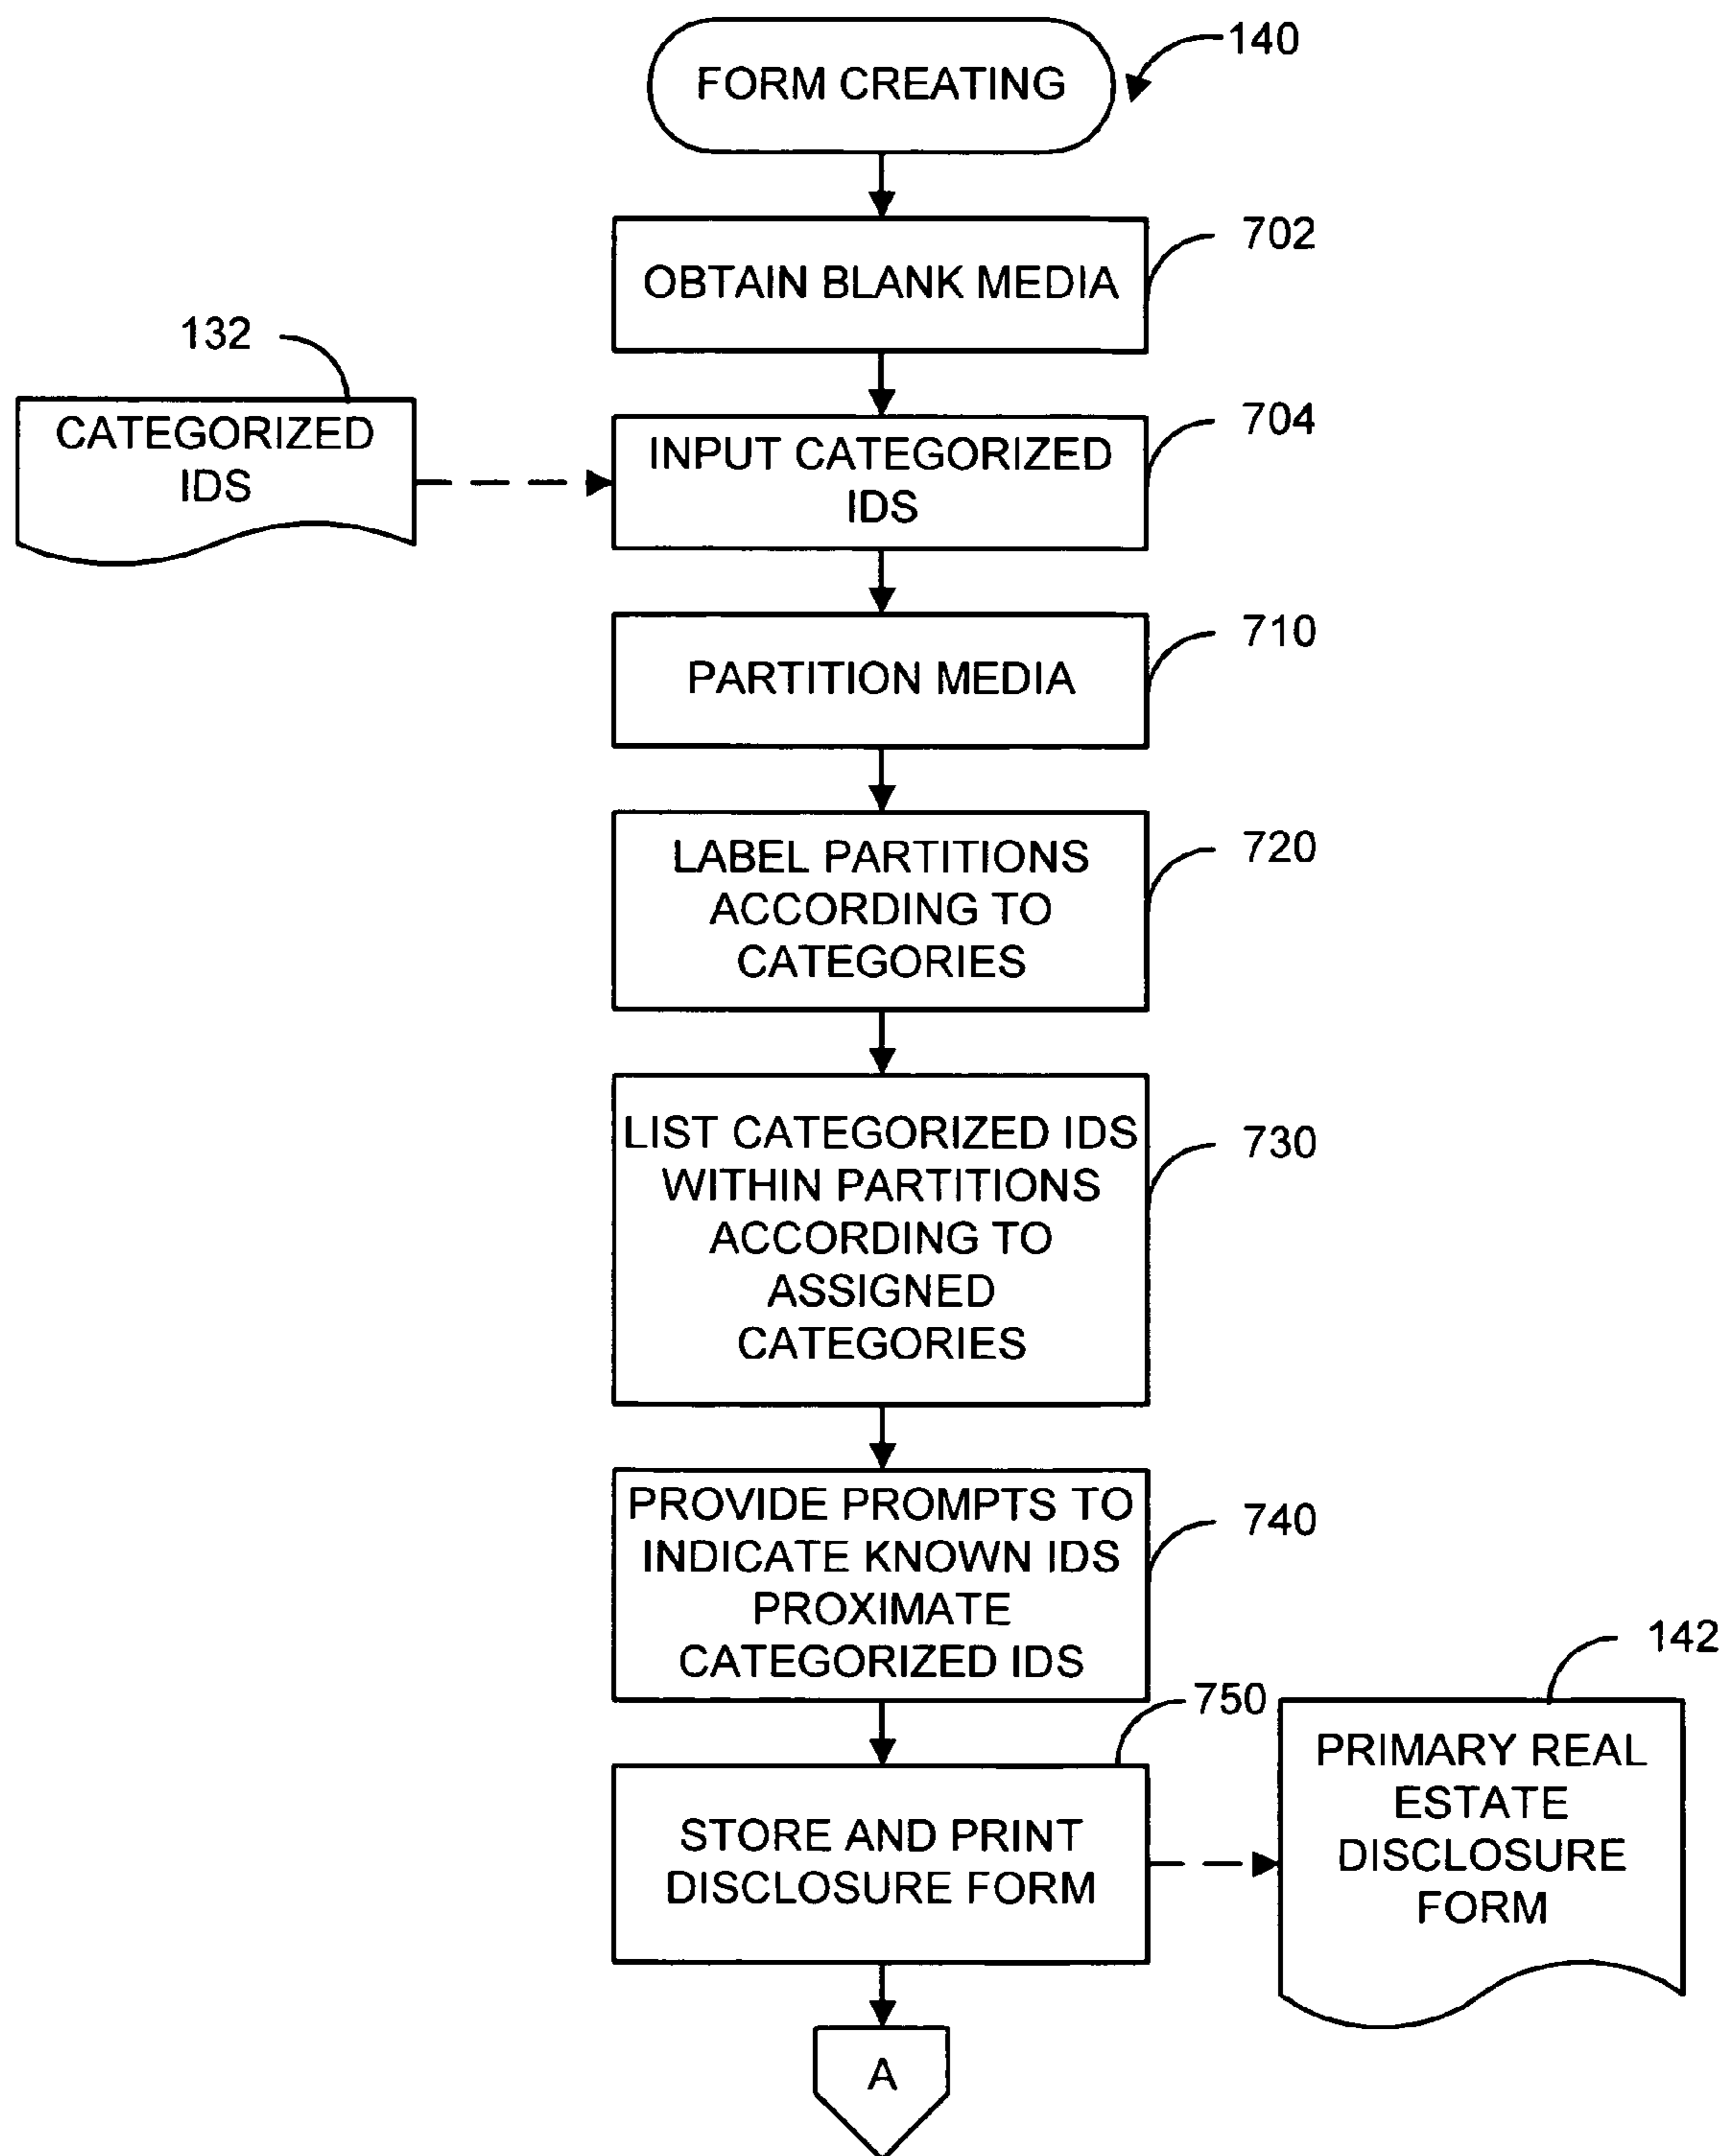 FORM CREATING
140
702
OBTAIN BLANK MEDIA
132
CATEGORIZED
IDS
704
INPUT CATEGORIZED
IDS
710
PARTITION MEDIA
720
LABEL PARTITIONS
ACCORDING TO
CATEGORIES
730
LIST CATEGORIZED IDS
WITHIN PARTITIONS
ACCORDING TO
ASSIGNED
CATEGORIES
740
PROVIDE PROMPTS TO
INDICATE KNOWN IDS
PROXIMATE
CATEGORIZED IDS
750
STORE AND PRINT
DISCLOSURE FORM
142
PRIMARY REAL
ESTATE
DISCLOSURE
FORM
A